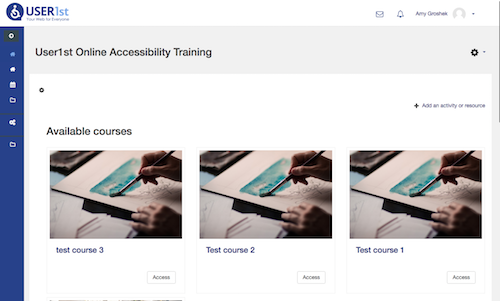 USER1st
Your Web for Everyone
Amy Groshek
User1st Online Accessibility Training
Add an activity or resource
Available courses
test course 3
Test course 2
Test course 1
Access
Access
Access